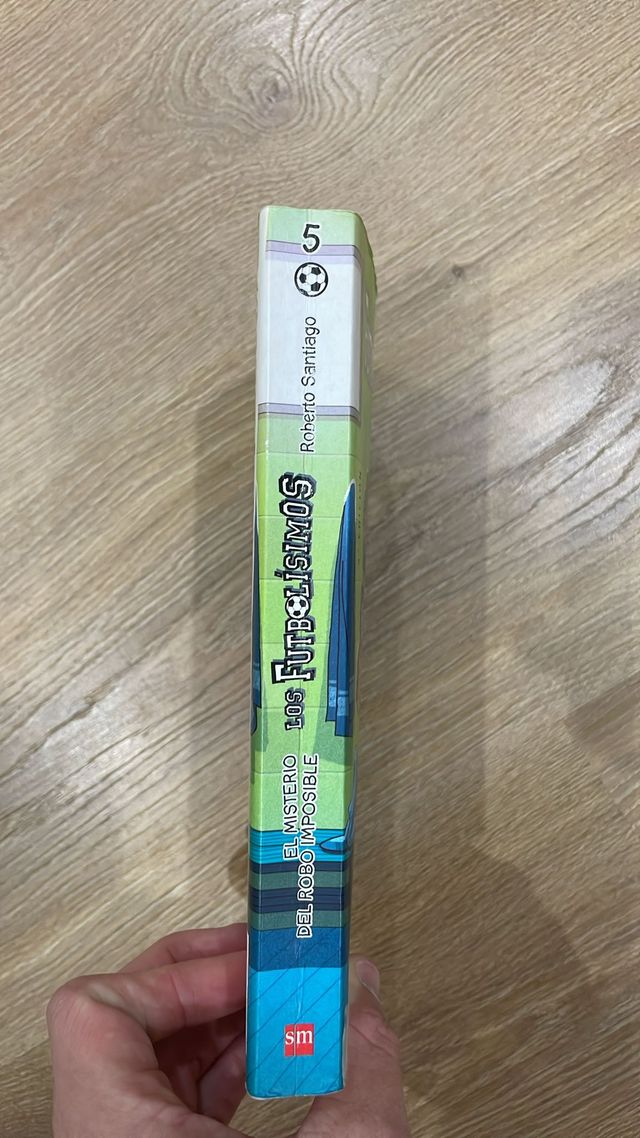 5
Roberto Santiago
LOS FUTBOLÍSIMOS
EL MISTERIO
DEL ROBO IMPOSIBLE
sm